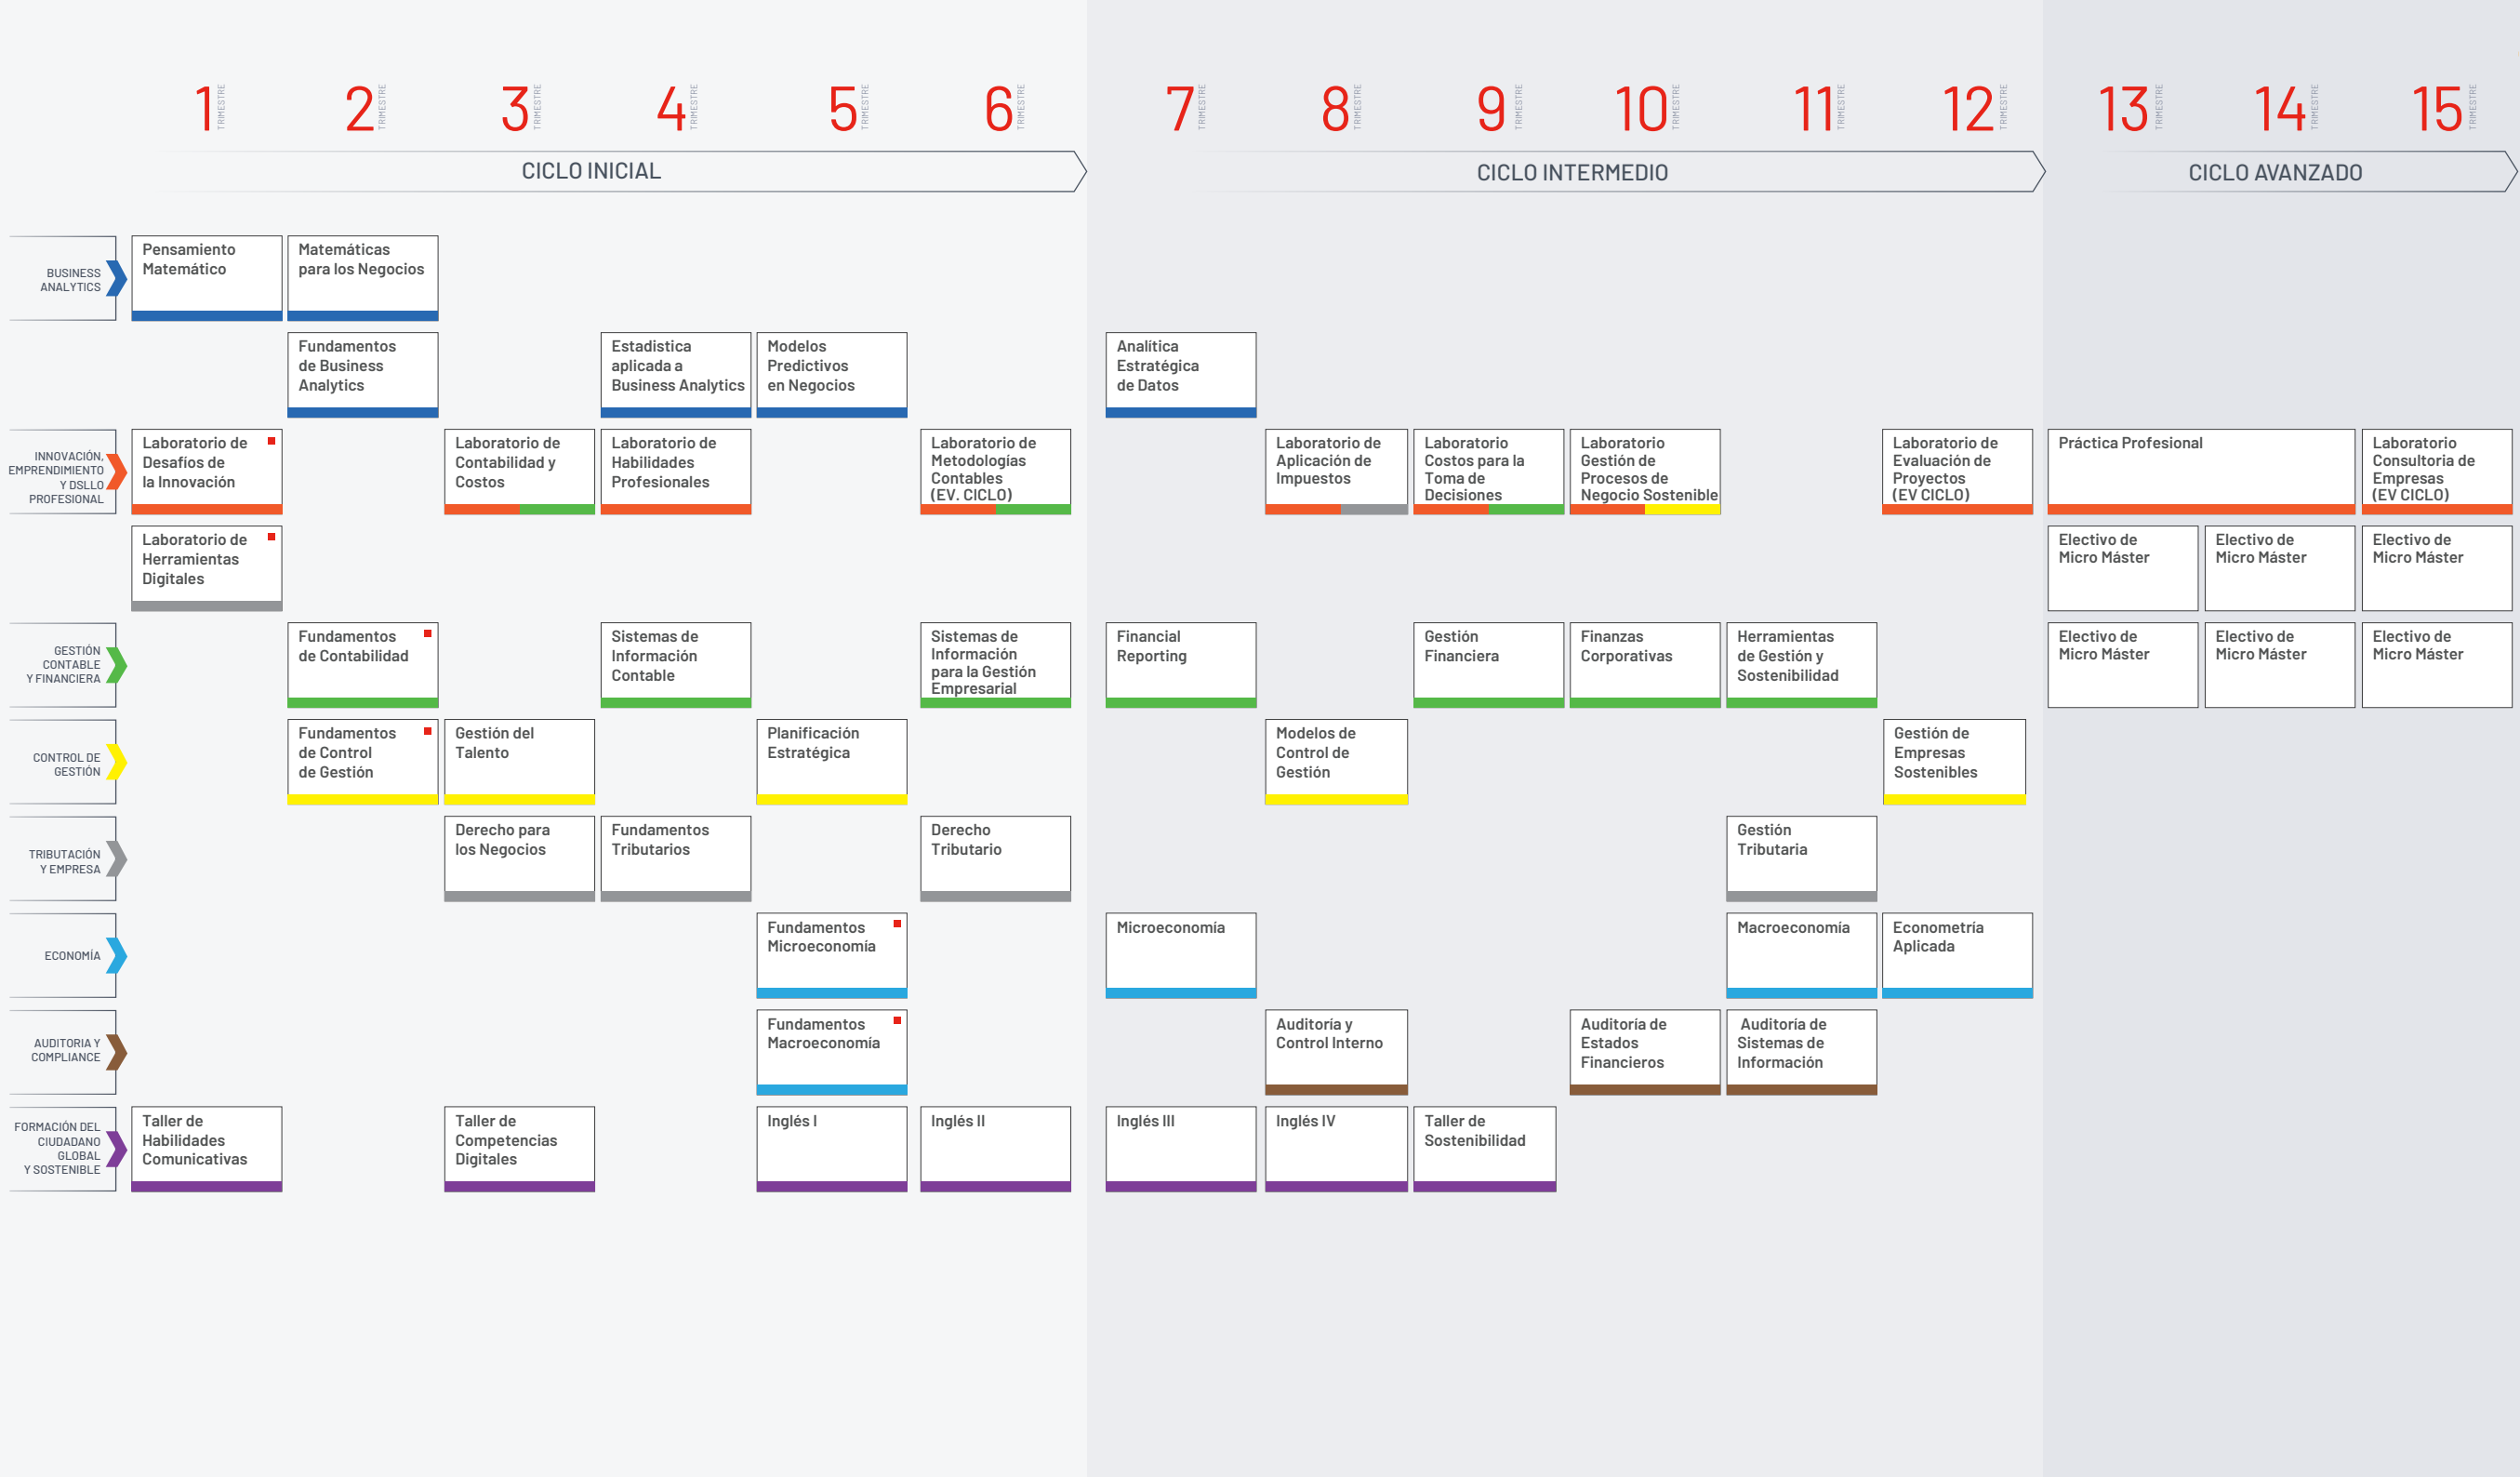 1 TRIMESTRE
2 TRIMESTRE
3 TRIMESTRE
4 TRIMESTRE
5 TRIMESTRE
6 TRIMESTRE
7 TRIMESTRE
8 TRIMESTRE
9 TRIMESTRE
10 TRIMESTRE
11 TRIMESTRE
12 TRIMESTRE
13 TRIMESTRE
14 TRIMESTRE
15 TRIMESTRE
CICLO INICIAL
CICLO INTERMEDIO
CICLO AVANZADO
BUSINESS
ANALYTICS
Pensamiento
Matemático
Matemáticas
para los Negocios
Fundamentos
de Business
Analytics
Estadistica
aplicada a
Business Analytics
Modelos
Predictivos
en Negocios
Analítica
Estratégica
de Datos
INNOVACIÓN,
EMPRENDIMIENTO
Y DSLLO
PROFESIONAL
Laboratorio de
Desafíos de
la Innovación
Laboratorio de
Contabilidad y
Costos
Laboratorio de
Habilidades
Profesionales
Laboratorio de
Metodologías
Contables
(EV. CICLO)
Laboratorio de
Aplicación de
Impuestos
Laboratorio
Costos para la
Toma de
Decisiones
Laboratorio
Gestión de
Procesos de
Negocio Sostenible
Laboratorio de
Evaluación de
Proyectos
(EV CICLO)
Práctica Profesional
Laboratorio
Consultoria de
Empresas
(EV CICLO)
Laboratorio de
Herramientas
Digitales
Electivo de
Micro Máster
Electivo de
Micro Máster
Electivo de
Micro Máster
GESTIÓN
CONTABLE
Y FINANCIERA
Fundamentos
de Contabilidad
Sistemas de
Información
Contable
Sistemas de
Información
para la Gestión
Empresarial
Financial
Reporting
Gestión
Financiera
Finanzas
Corporativas
Herramientas
de Gestión y
Sostenibilidad
Electivo de
Micro Máster
Electivo de
Micro Máster
Electivo de
Micro Máster
CONTROL DE
GESTIÓN
Fundamentos
de Control
de Gestión
Gestión del
Talento
Planificación
Estratégica
Modelos de
Control de
Gestión
Gestión de
Empresas
Sostenibles
TRIBUTACIÓN
Y EMPRESA
Derecho para
los Negocios
Fundamentos
Tributarios
Derecho
Tributario
Gestión
Tributaria
ECONOMÍA
Fundamentos
Microeconomía
Microeconomía
Macroeconomía
Econometría
Aplicada
AUDITORIA Y
COMPLIANCE
Fundamentos
Macroeconomía
Auditoría y
Control Interno
Auditoría de
Estados
Financieros
Auditoría de
Sistemas de
Información
FORMACIÓN DEL
CIUDADANO
GLOBAL
Y SOSTENIBLE
Taller de
Habilidades
Comunicativas
Taller de
Competencias
Digitales
Inglés I
Inglés II
Inglés III
Inglés IV
Taller de
Sostenibilidad